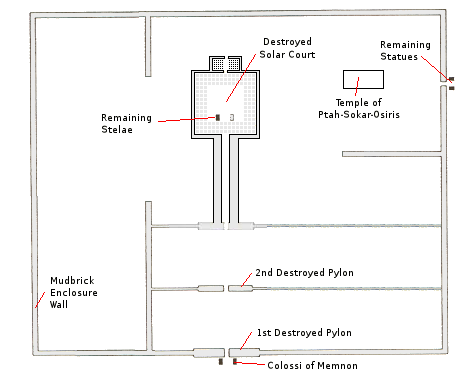 Destroyed
Solar Court
Remaining
Statues
Remaining
Stelae
Temple of
Ptah-Sokar-Osiris
Mudbrick
Enclosure
Wall
2nd Destroyed Pylon
1st Destroyed Pylon
Colossi of Memnon